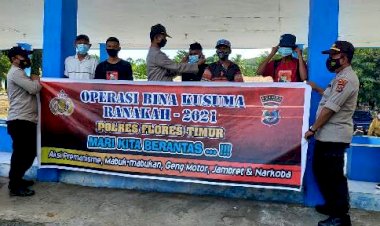 OPERASI BINA KUSUMA
RANAKAH - 2021
POLRES FLORES TIMUR
MARI KITA BERANTAS ... !!!
Aksi Premanisme, Mabuk-mabukan, Geng Motor, Jambret & Narkoba